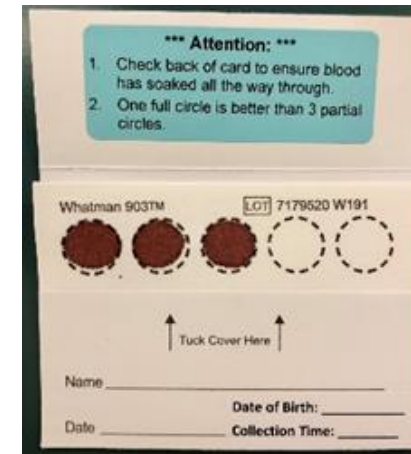 *** Attention: ***
1. Check back of card to ensure blood
has soaked all the way through.
2. One full circle is better than 3 partial
circles.
Whatman 903TM LOT 7179520 W191
Tuck Cover Here
Name
Date of Birth:
Date Collection Time: